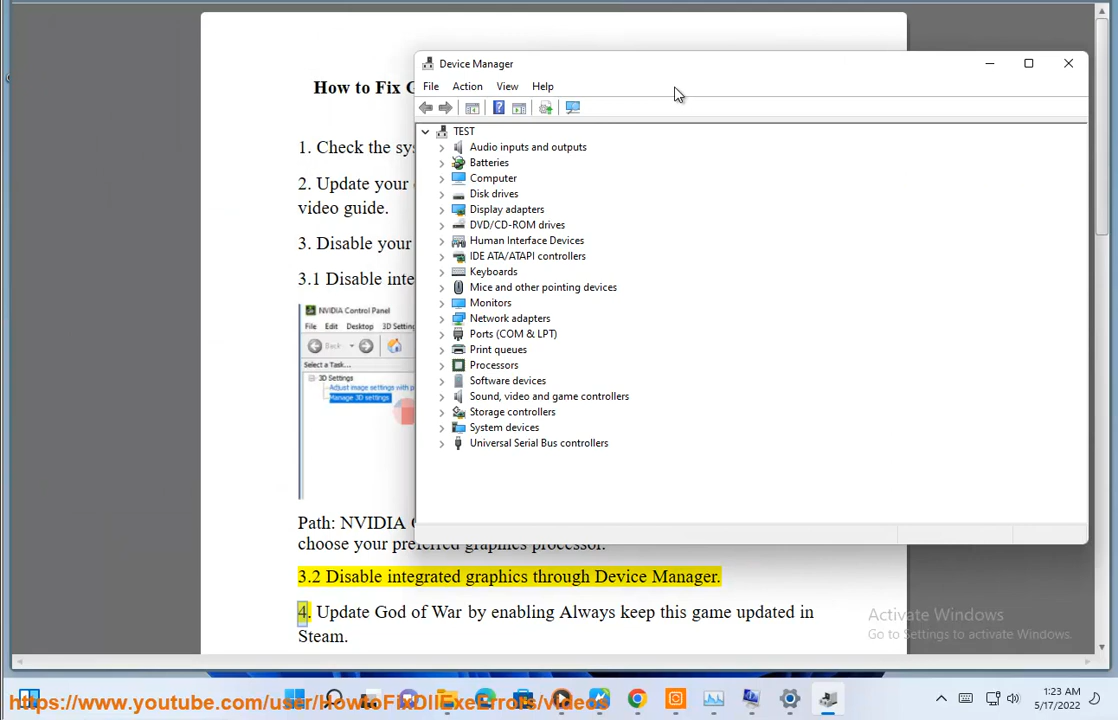 How to Fix G
Device Manager
File Action View Help
TEST
Audio inputs and outputs
Batteries
Computer
Disk drives
Display adapters
DVD/CD-ROM drives
Human Interface Devices
IDE ATA/ATAPI controllers
Keyboards
Mice and other pointing devices
Monitors
Network adapters
Ports (COM & LPT)
Print queues
Processors
Software devices
Sound, video and game controllers
Storage controllers
System devices
Universal Serial Bus controllers
1. Check the sys
2. Update your
video guide.
3. Disable your
3.1 Disable inte
NVIDIA Control Panel
File Edit Desktop 3D Setting
Back
Select a Task...
3D Settings
Adjust image settings with p
Manage 3D settings
Path: NVIDIA C
choose your preferred graphics processor.
3.2 Disable integrated graphics through Device Manager.
4. Update God of War by enabling Always keep this game updated in
Steam.
Activate Windows
Go to Settings to activate Windows.
https://www.youtube.com/user/HowtoFixDllExeErrors/videos
1:23 AM
5/17/2022